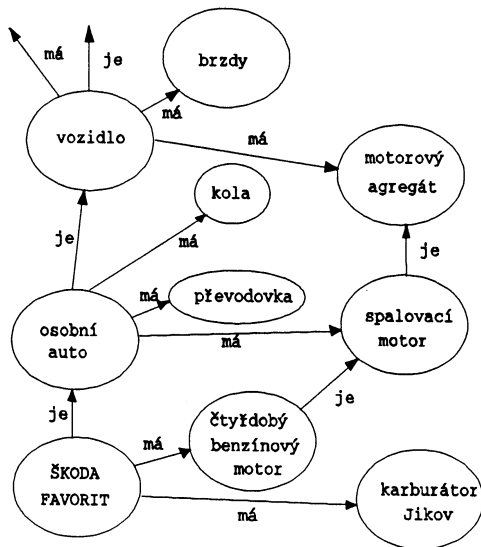 má
je
brzdy
má
vozidlo
má
motorový
agregát
kola
je
má
je
má
převodovka
osobní
auto
má
spalovací
motor
je
má
čtyřdobý
benzínový
motor
je
ŠKODA
FAVORIT
má
karburátor
Jikov